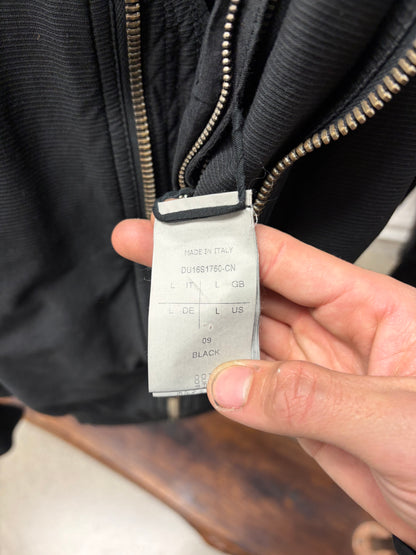 MADE IN ITALY
DU16S1750-CN
L IT L GB
L DE L US
09
BLACK